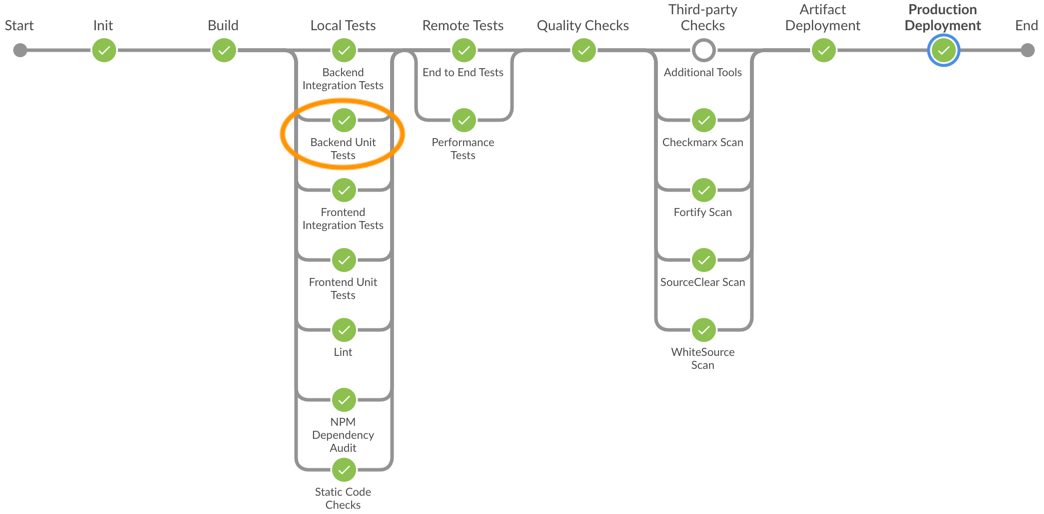 Start
Init
Build
Local Tests
Remote Tests
Quality Checks
Third-party
Checks
Artifact
Deployment
Production
Deployment
End
Backend
Integration Tests
Backend Unit
Tests
Frontend
Integration Tests
Frontend Unit
Tests
Lint
NPM
Dependency
Audit
Static Code
Checks
End to End Tests
Performance
Tests
Additional Tools
Checkmarx Scan
Fortify Scan
SourceClear Scan
WhiteSource
Scan